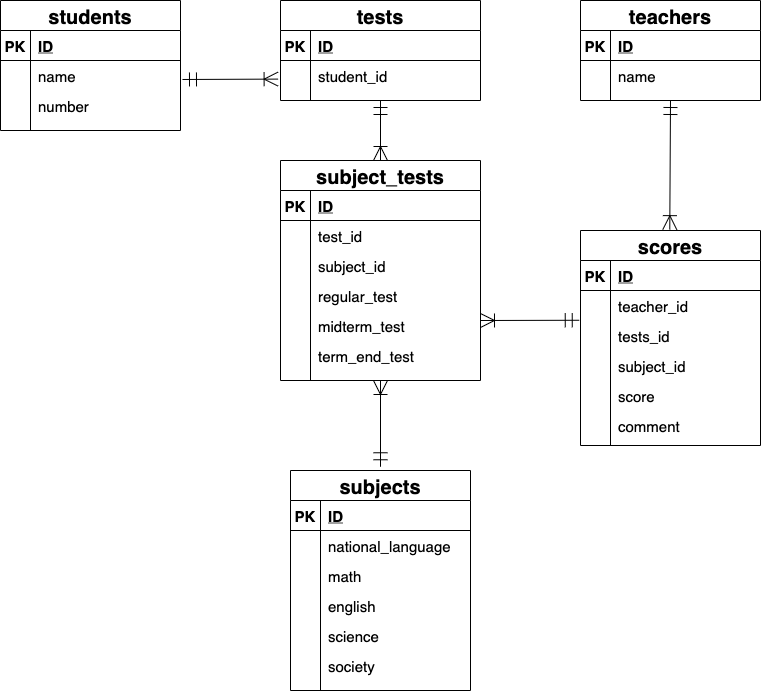 students
PK ID
name
number
tests
PK ID
student_id
teachers
PK ID
name
subject_tests
PK ID
test_id
subject_id
regular_test
midterm_test
term_end_test
scores
PK ID
teacher_id
tests_id
subject_id
score
comment
subjects
PK ID
national_language
math
english
science
society